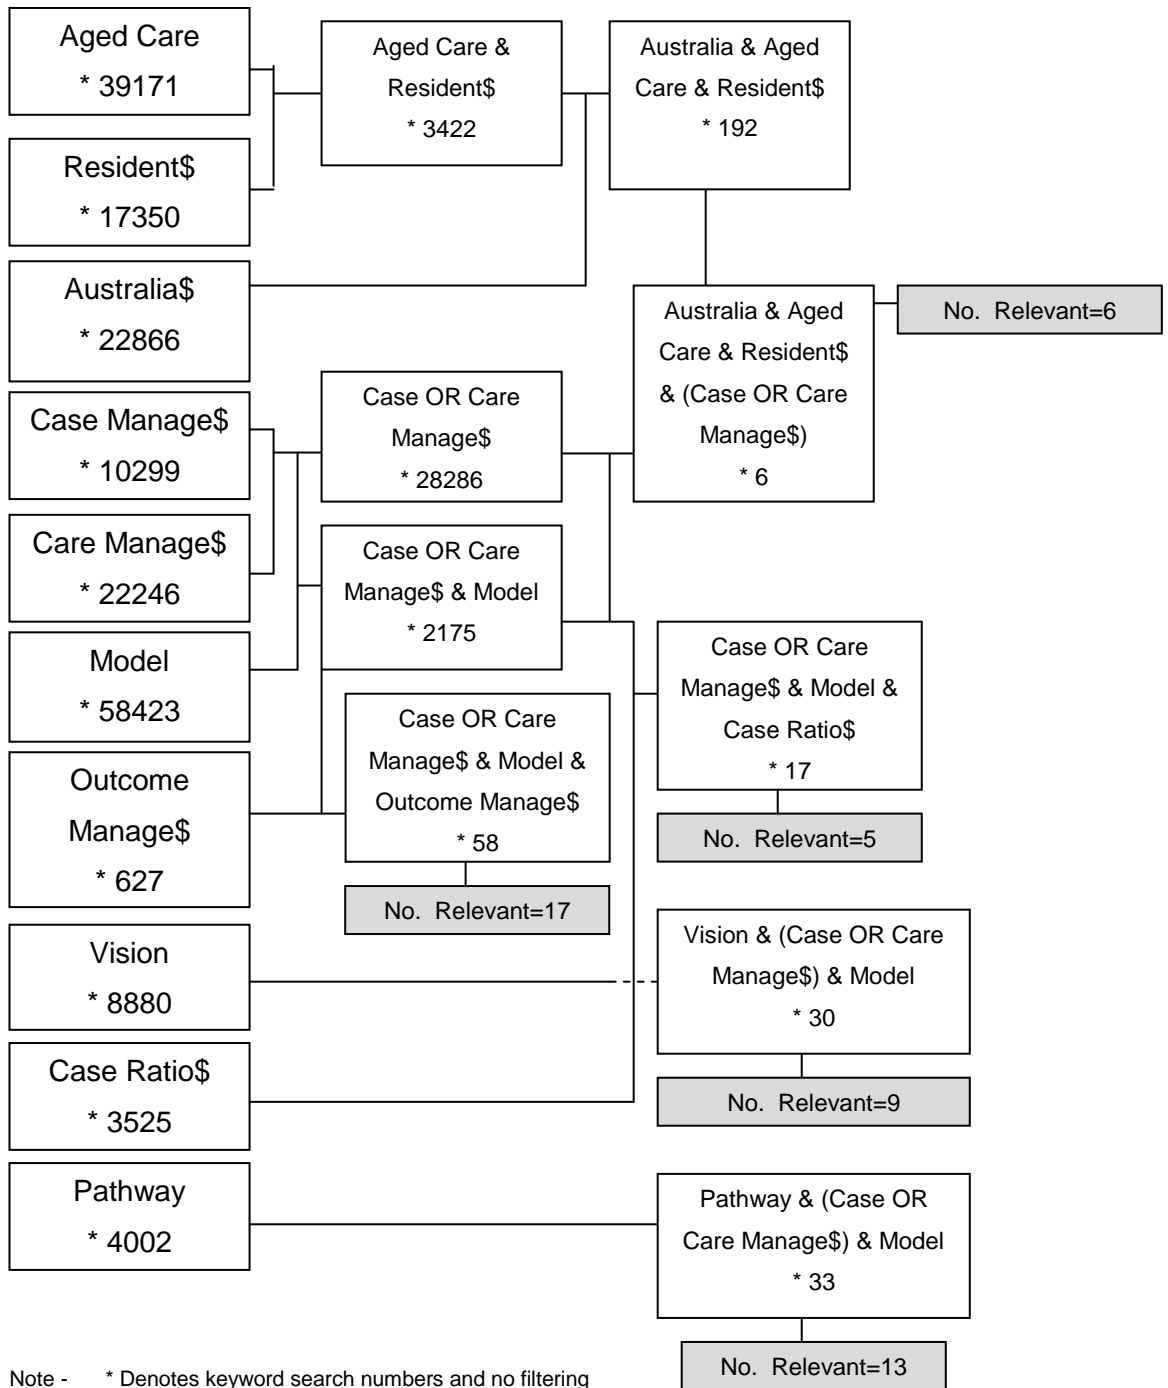 Aged Care
* 39171
Resident$
* 17350
Australia$
* 22866
Case Manage$
* 10299
Care Manage$
* 22246
Model
* 58423
Outcome
Manage$
* 627
Vision
* 8880
Case Ratio$
* 3525
Pathway
* 4002
Aged Care &
Resident$
* 3422
Case OR Care
Manage$
* 28286
Case OR Care
Manage$ & Model
* 2175
Case OR Care
Manage$ & Model &
Outcome Manage$
* 58
No. Relevant=17
Australia & Aged
Care & Resident$
* 192
Australia & Aged
Care & Resident$
& (Case OR Care
Manage$)
* 6
No. Relevant=6
Case OR Care
Manage$ & Model &
Case Ratio$
* 17
No. Relevant=5
Vision & (Case OR Care
Manage$) & Model
* 30
No. Relevant=9
Pathway & (Case OR
Care Manage$) & Model
* 33
No. Relevant=13
Note - * Denotes keyword search numbers and no filtering